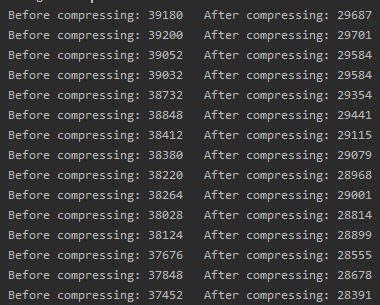 Before compressing: 39180 After compressing: 29687
Before compressing: 39200 After compressing: 29701
Before compressing: 39052 After compressing: 29584
Before compressing: 39032 After compressing: 29584
Before compressing: 38732 After compressing: 29354
Before compressing: 38848 After compressing: 29441
Before compressing: 38412 After compressing: 29115
Before compressing: 38380 After compressing: 29079
Before compressing: 38220 After compressing: 28968
Before compressing: 38264 After compressing: 29001
Before compressing: 38028 After compressing: 28814
Before compressing: 38124 After compressing: 28899
Before compressing: 37676 After compressing: 28555
Before compressing: 37848 After compressing: 28678
Before compressing: 37452 After compressing: 28391